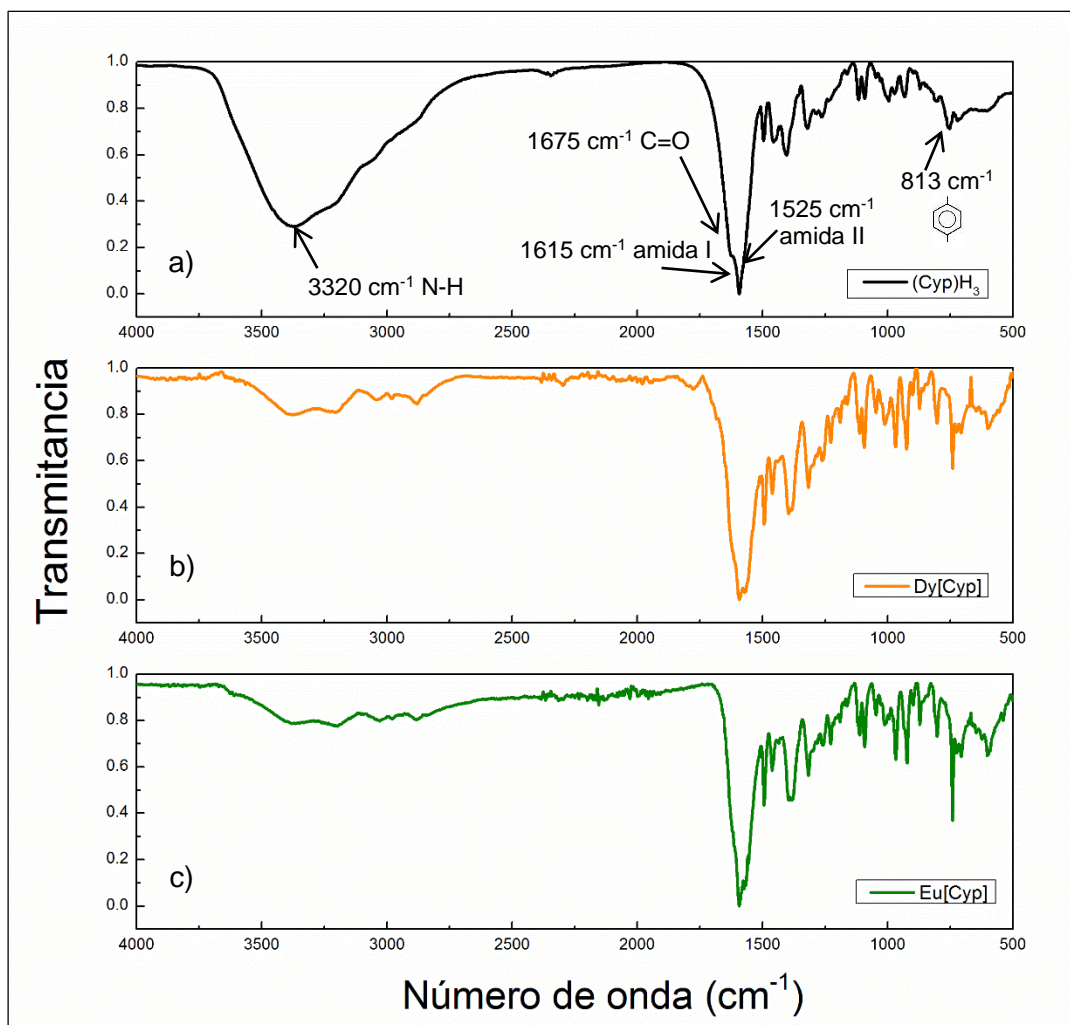 Transmitancia
1.0
0.8
0.6
0.4
0.2
0.0
1675 cm⁻¹ C=O
1615 cm⁻¹ amida I
1525 cm⁻¹
amida II
813 cm⁻¹
3320 cm⁻¹ N-H
a)
(Cyp)H₃
4000 3500 3000 2500 2000 1500 1000 500
1.0
0.8
0.6
0.4
0.2
0.0
b)
Dy[Cyp]
4000 3500 3000 2500 2000 1500 1000 500
1.0
0.8
0.6
0.4
0.2
0.0
c)
Eu[Cyp]
4000 3500 3000 2500 2000 1500 1000 500
Número de onda (cm⁻¹)